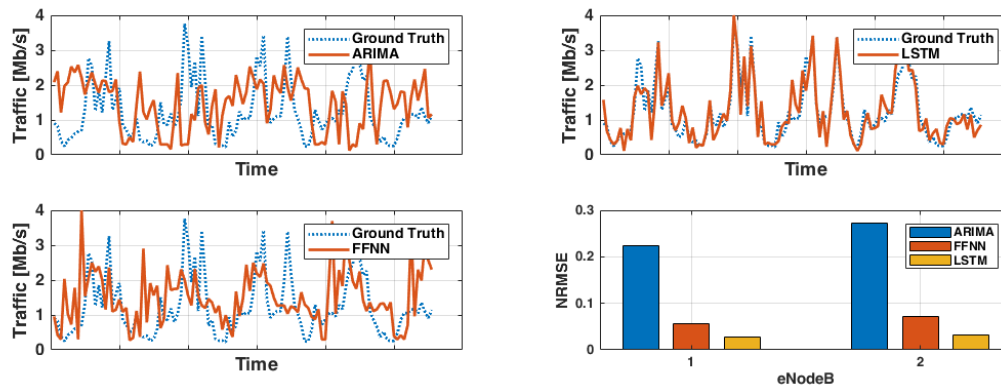 Traffic [Mb/s]
4
3
2
1
0
Ground Truth
ARIMA
Time
Traffic [Mb/s]
4
3
2
1
0
Ground Truth
LSTM
Time
Traffic [Mb/s]
4
3
2
1
0
Ground Truth
FFNN
NRMSE
0.3
0.2
0.1
0
ARIMA
FFNN
LSTM
1 2
eNodeB